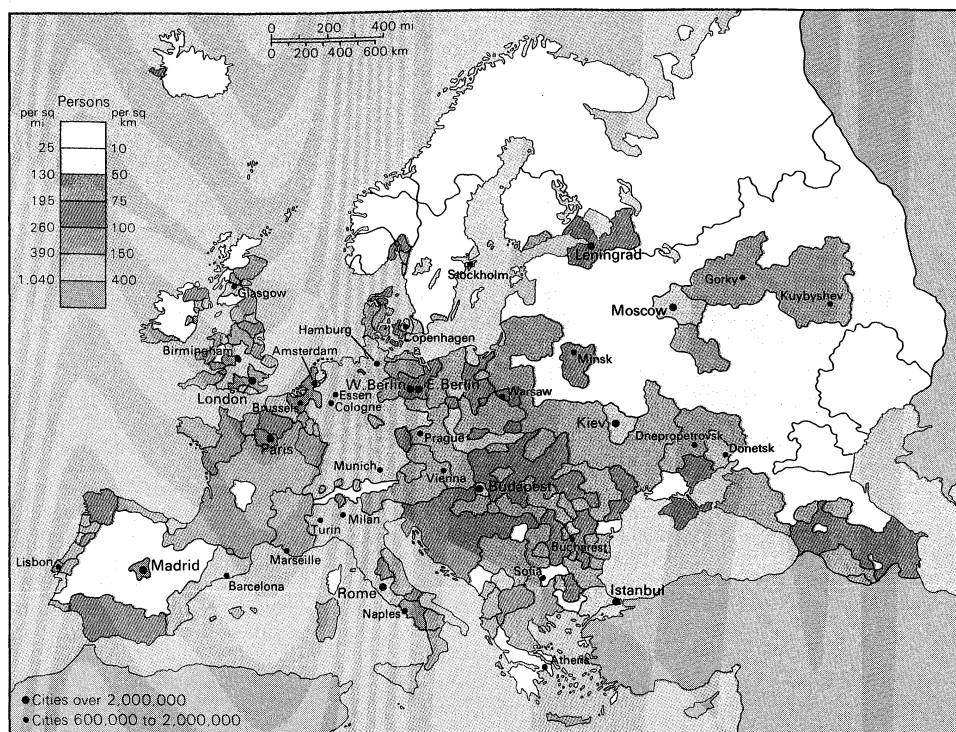 0 200 400 mi
0 200 400 600 km
Persons
per sq mi
per sq km
25 10
130 50
195 75
260 100
390 150
1.040 400
Glasgow
Birmingham
London
Amsterdam
Brussels
Hamburg
Essen
Cologne
Paris
Stockholm
Copenhagen
W. Berlin
E. Berlin
Warsaw
Prague
Munich
Vienna
Budapest
Leningrad
Moscow
Gorky
Kuybyshev
Minsk
Kiev
Dnepropetrovsk
Donetsk
Turin
Milan
Marseille
Lisbon
Madrid
Barcelona
Rome
Naples
Bucharest
Sofia
Istanbul
Athens
Cities over 2,000,000
Cities 600,000 to 2,000,000